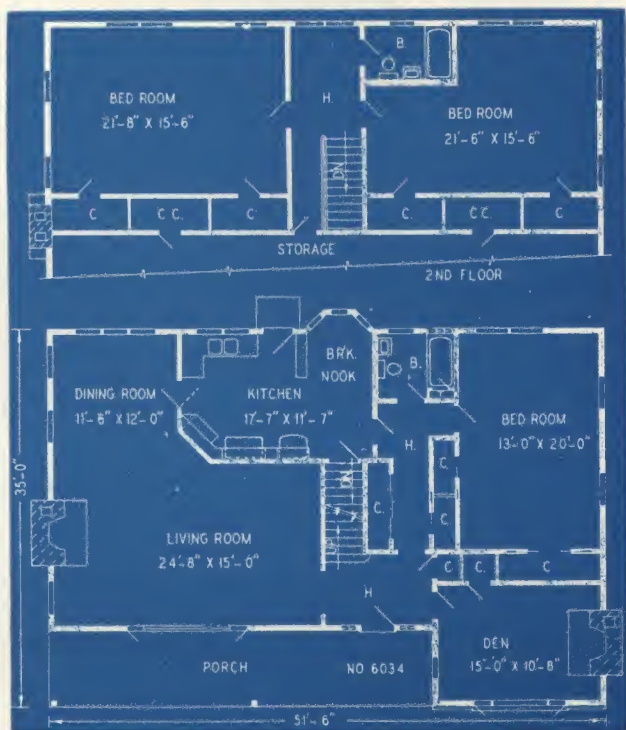 B.
BED ROOM
21'-8" X 15'-6"
H.
BED ROOM
21'-6" X 15'-6"
DN
C.
C.C.
C.
C.
C.C.
C.
STORAGE
2ND FLOOR
BRK.
NOOK
B.
DINING ROOM
11'-6" X 12'-0"
KITCHEN
17'-7" X 11'-7"
BED ROOM
13'-0" X 20'-0"
H.
C.
DN
UP
C.
C.
35'-0"
LIVING ROOM
24'-8" X 15'-0"
C
C.
C.
H
DEN
15'-0" X 10'-8"
PORCH
NO 6034
51'-6"